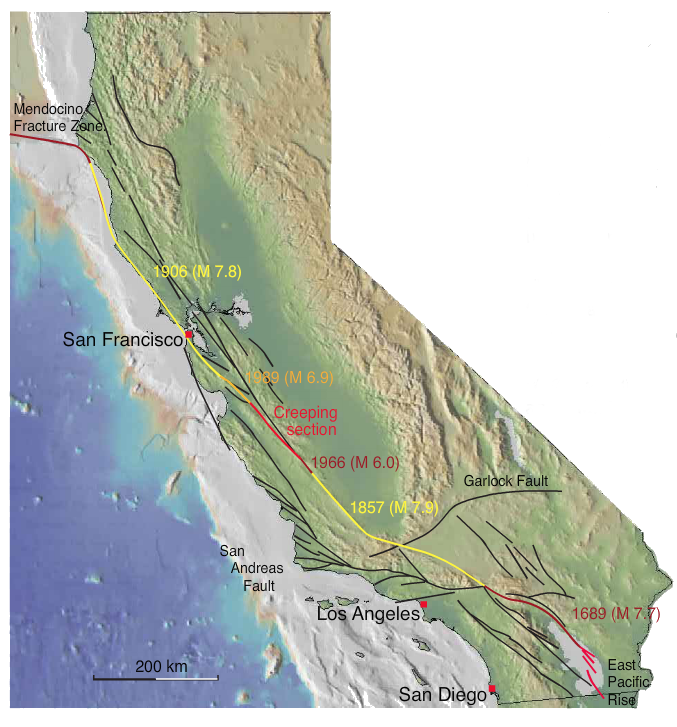 Mendocino
Fracture Zone
1906 (M 7.8)
San Francisco
1989 (M 6.9)
Creeping
section
1966 (M 6.0)
Garlock Fault
1857 (M 7.9)
San
Andreas
Fault
Los Angeles
1689 (M 7.7)
200 km
East
Pacific
Rise
San Diego